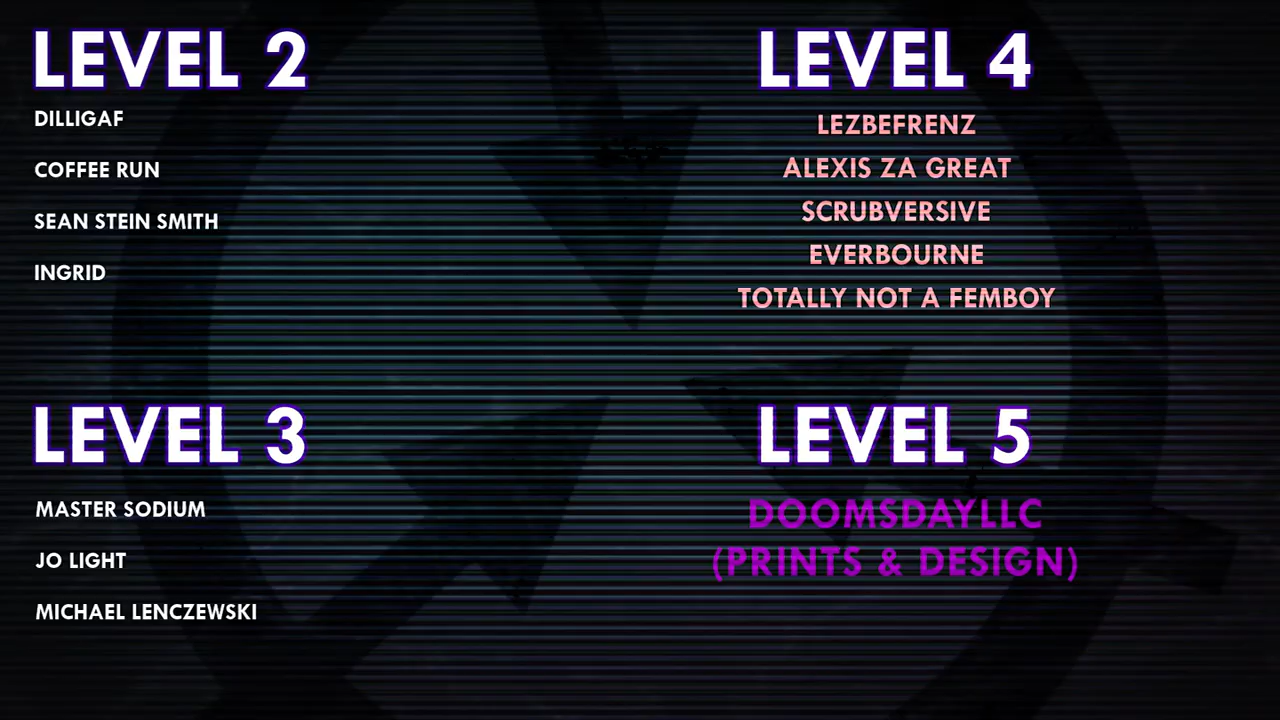 LEVEL 2
DILLIGAF
COFFEE RUN
SEAN STEIN SMITH
INGRID
LEVEL 3
MASTER SODIUM
JO LIGHT
MICHAEL LENCZEWSKI
LEVEL 4
LEZBEFRENZ
ALEXIS ZA GREAT
SCRUBVERSIVE
EVERBOURNE
TOTALLY NOT A FEMBOY
LEVEL 5
DOOMSDAYLLC
(PRINTS & DESIGN)